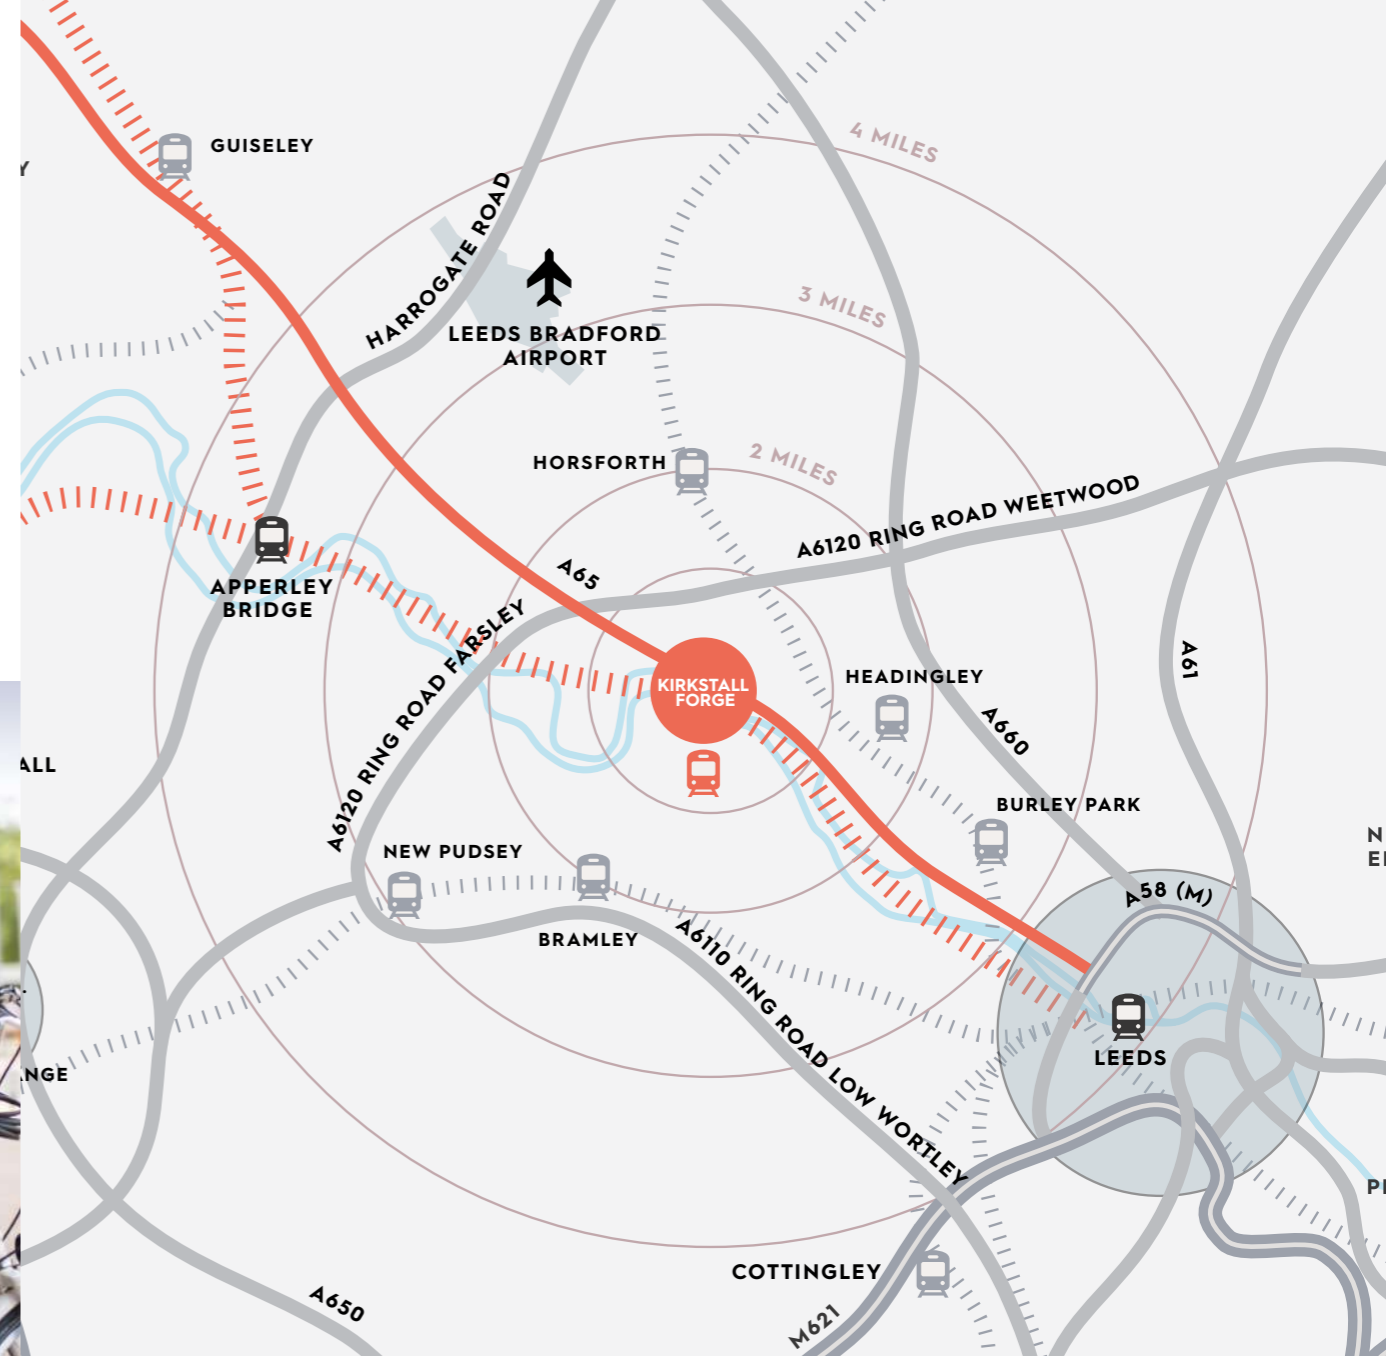 4 MILES
GUISELEY
Y
HARROGATE ROAD
3 MILES
LEEDS BRADFORD
AIRPORT
2 MILES
HORSFORTH
A6120 RING ROAD WEETWOOD
A65
APPERLEY
BRIDGE
A6120 RING ROAD FARSLEY
A61
HEADINGLEY
KIRKSTALL
FORGE
A660
ALL
BURLEY PARK
N
E
NEW PUDSEY
A58 (M)
BRAMLEY
A6110 RING ROAD LOW WORTLEY
LEEDS
ANGE
P
COTTINGLEY
A650
M621